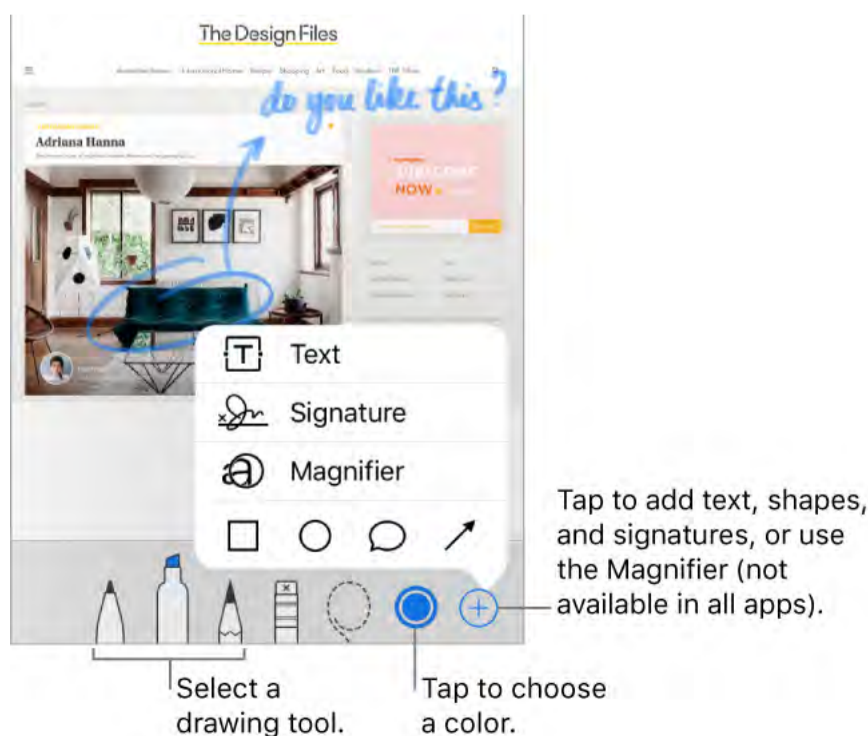 The Design Files
do you like this?
Adriana Hanna
NOW
Text
Signature
Magnifier
Tap to add text, shapes,
and signatures, or use
the Magnifier (not
available in all apps).
Select a
drawing tool.
Tap to choose
a color.